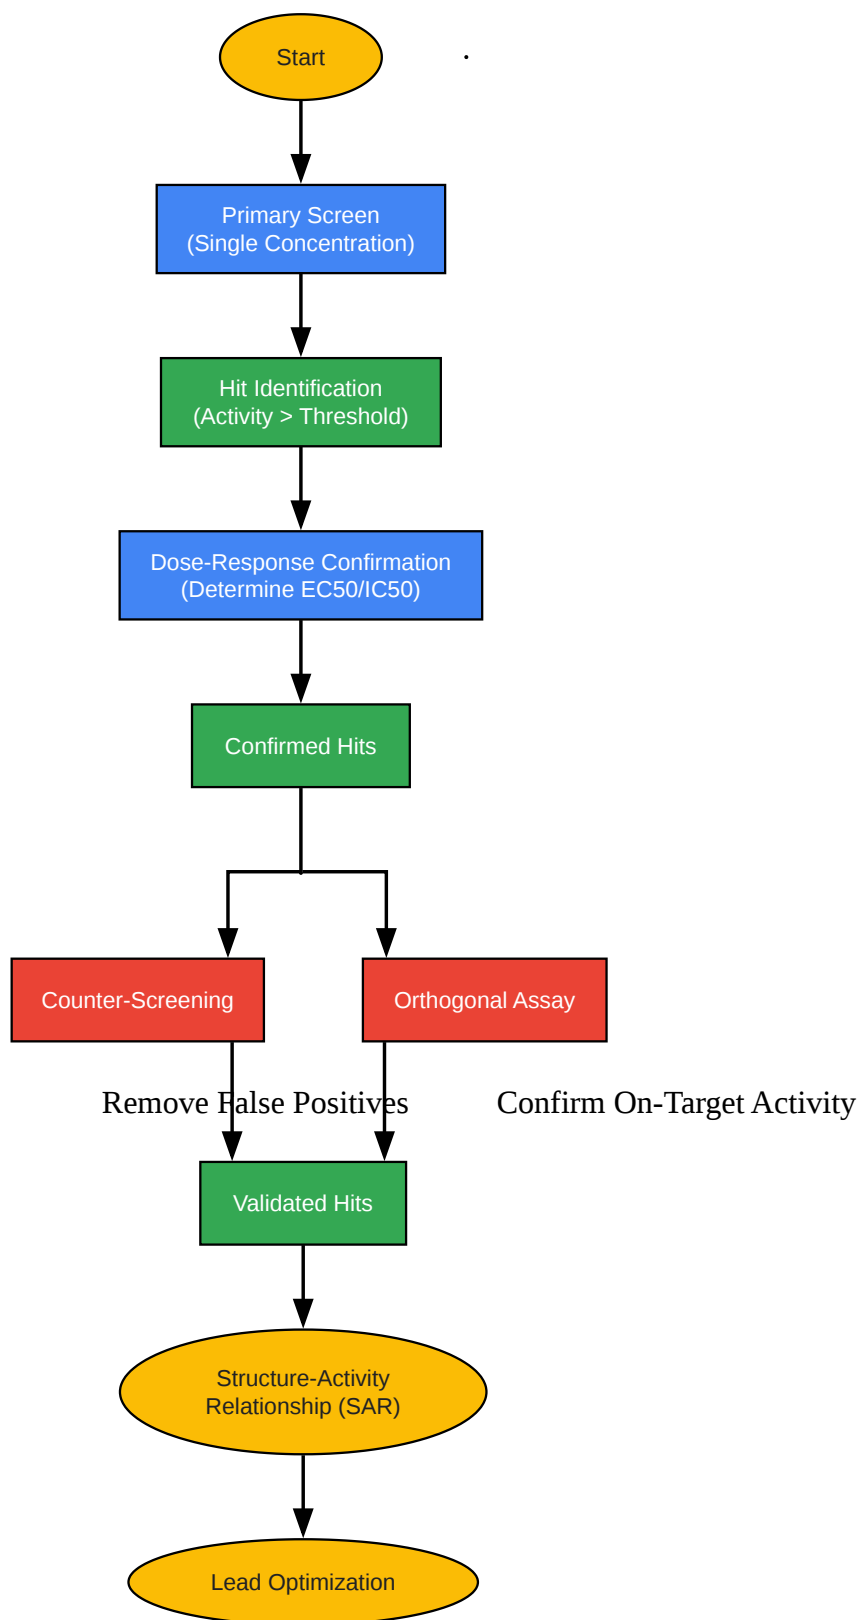 Start
.
Primary Screen
(Single Concentration)
Hit Identification
(Activity > Threshold)
Dose-Response Confirmation
(Determine EC50/IC50)
Confirmed Hits
Counter-Screening
Orthogonal Assay
Remove False Positives
Confirm On-Target Activity
Validated Hits
Structure-Activity
Relationship (SAR)
Lead Optimization